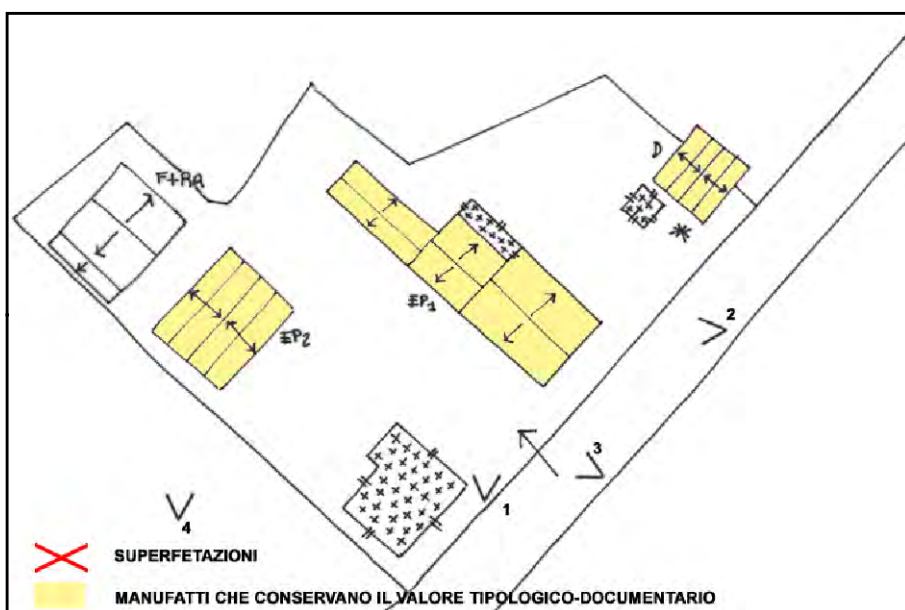 D
F+RA
EP1
EP2
2
3
1
4
SUPERFETAZIONI
MANUFATTI CHE CONSERVANO IL VALORE TIPOLOGICO-DOCUMENTARIO